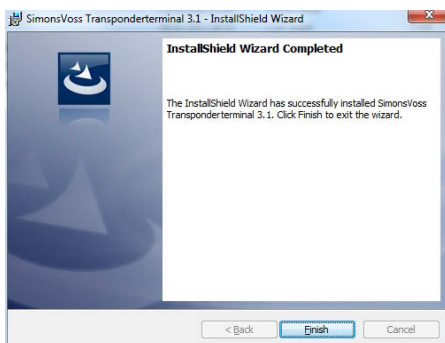 SimonsVoss Transponderterminal 3.1 - InstallShield Wizard
InstallShield Wizard Completed
The InstallShield Wizard has successfully installed SimonsVoss
Transponderterminal 3.1. Click Finish to exit the wizard.
< Back
Finish
Cancel